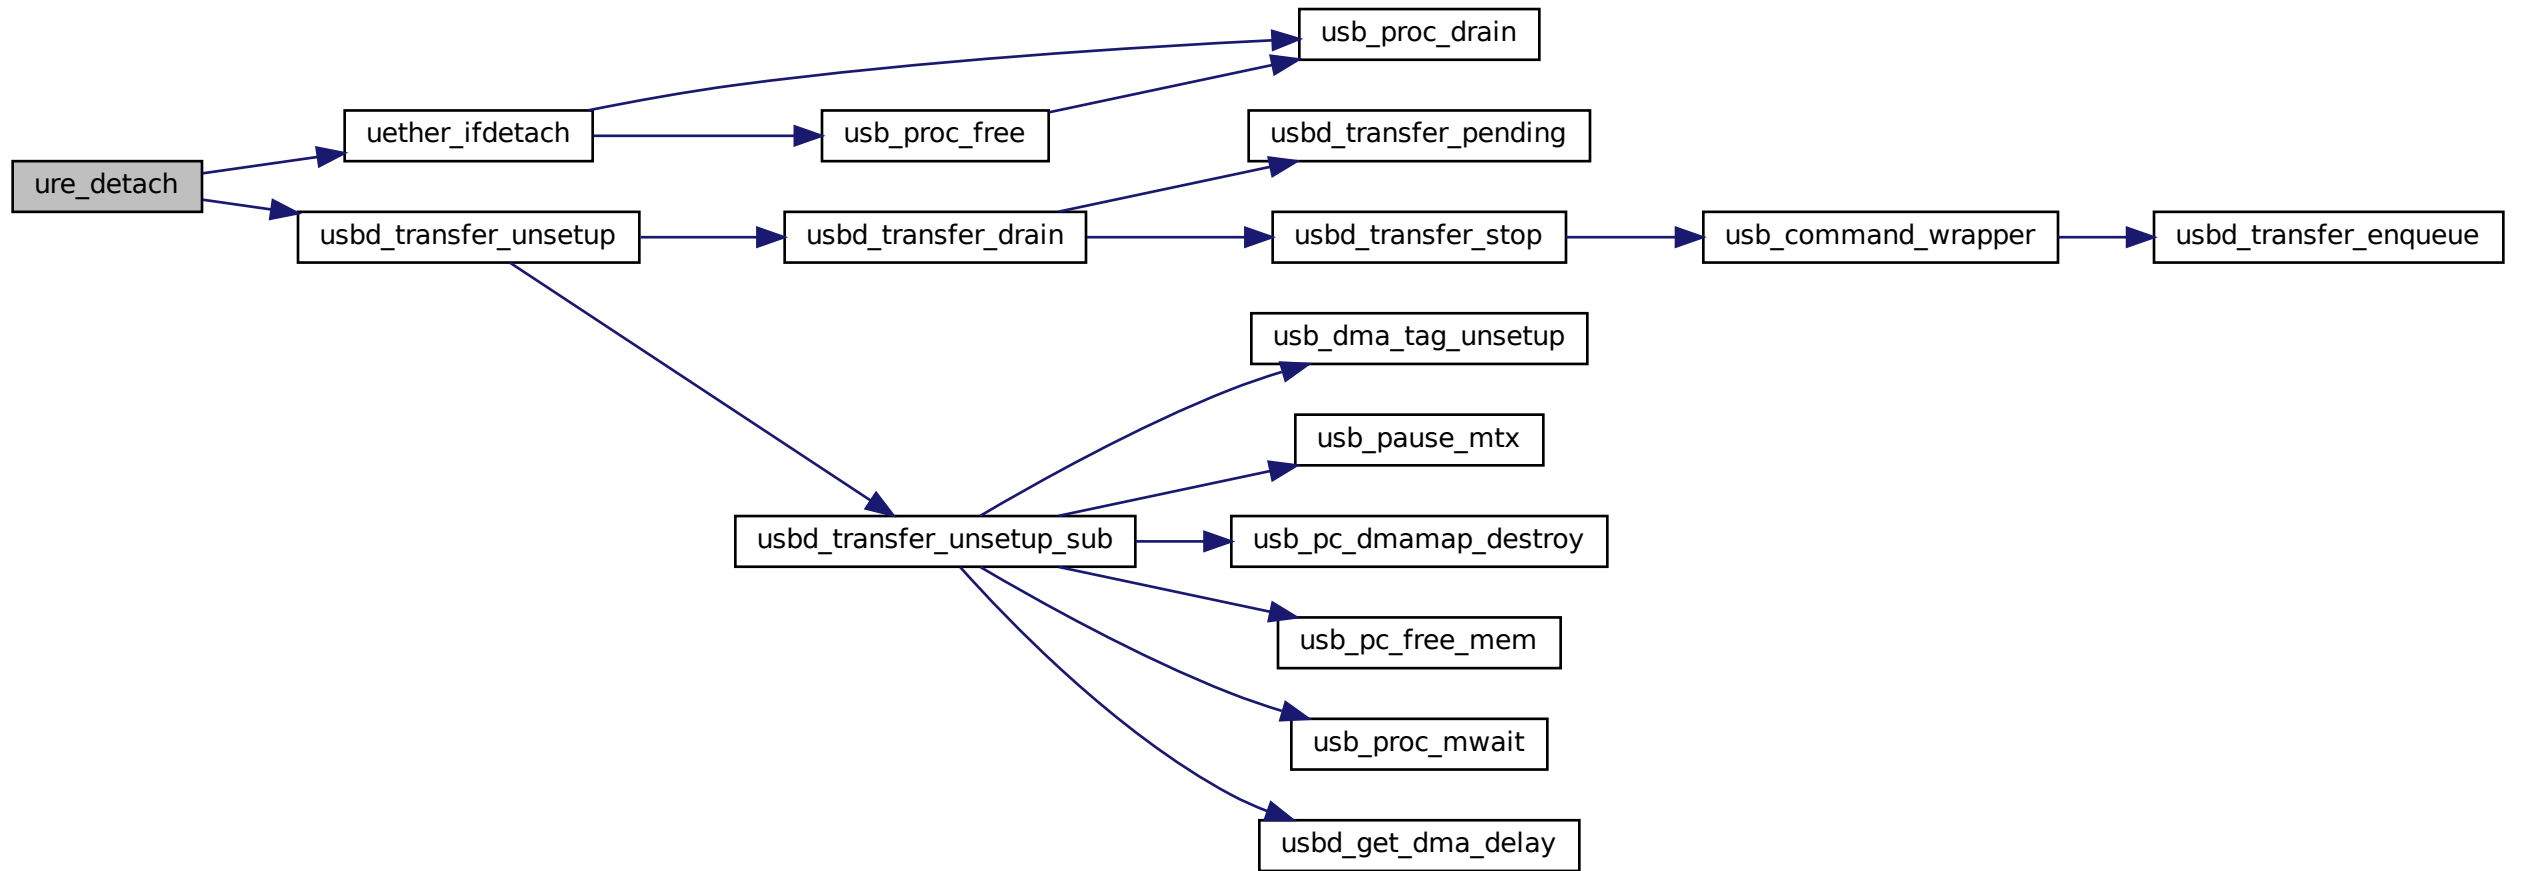 usb_proc_drain
uether_ifdetach
usb_proc_free
usbd_transfer_pending
ure_detach
usbd_transfer_unsetup
usbd_transfer_drain
usbd_transfer_stop
usb_command_wrapper
usbd_transfer_enqueue
usb_dma_tag_unsetup
usb_pause_mtx
usbd_transfer_unsetup_sub
usb_pc_dmamap_destroy
usb_pc_free_mem
usb_proc_mwait
usbd_get_dma_delay